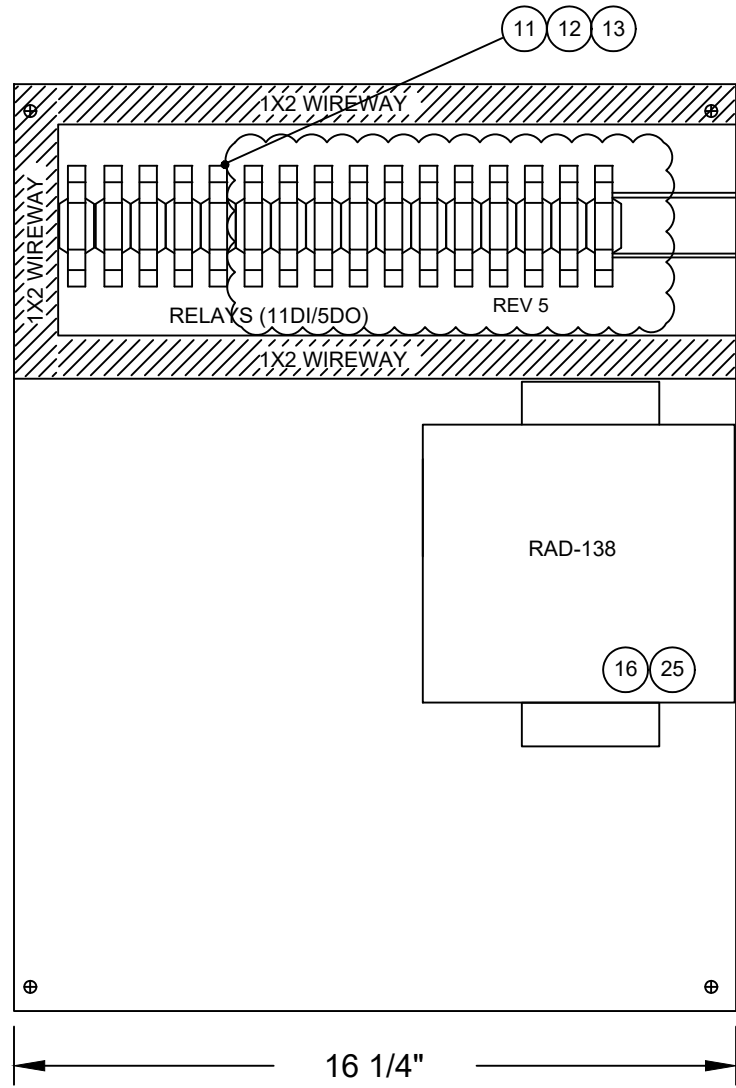 11 12 13
1X2 WIREWAY
1X2 WIREWAY
RELAYS (11DI/5DO)
REV 5
1X2 WIREWAY
RAD-138
16 25
16 1/4"